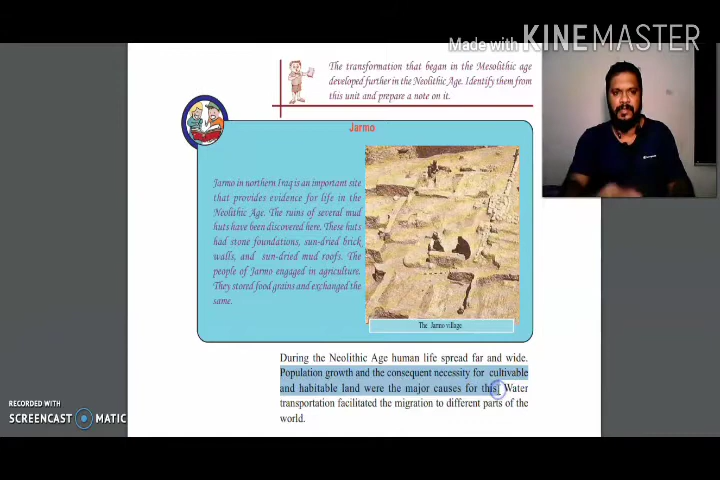 Made with KINEMASTER
The transformation that began in the Mesolithic age
developed further in the Neolithic Age. Identify them from
this unit and prepare a note on it.
Jarmo
Jarmo in northern Iraq is an important site
that provides evidence for life in the
Neolithic Age. The ruins of several mud
huts have been discovered here. These huts
had stone foundations, sun-dried brick
walls, and sun-dried mud roofs. The
people of Jarmo engaged in agriculture.
They stored food grains and exchanged the
same.
The Jarmo village
During the Neolithic Age human life spread far and wide.
Population growth and the consequent necessity for cultivable
and habitable land were the major causes for this. Water
transportation facilitated the migration to different parts of the
world.
RECORDED WITH
SCREENCAST MATIC